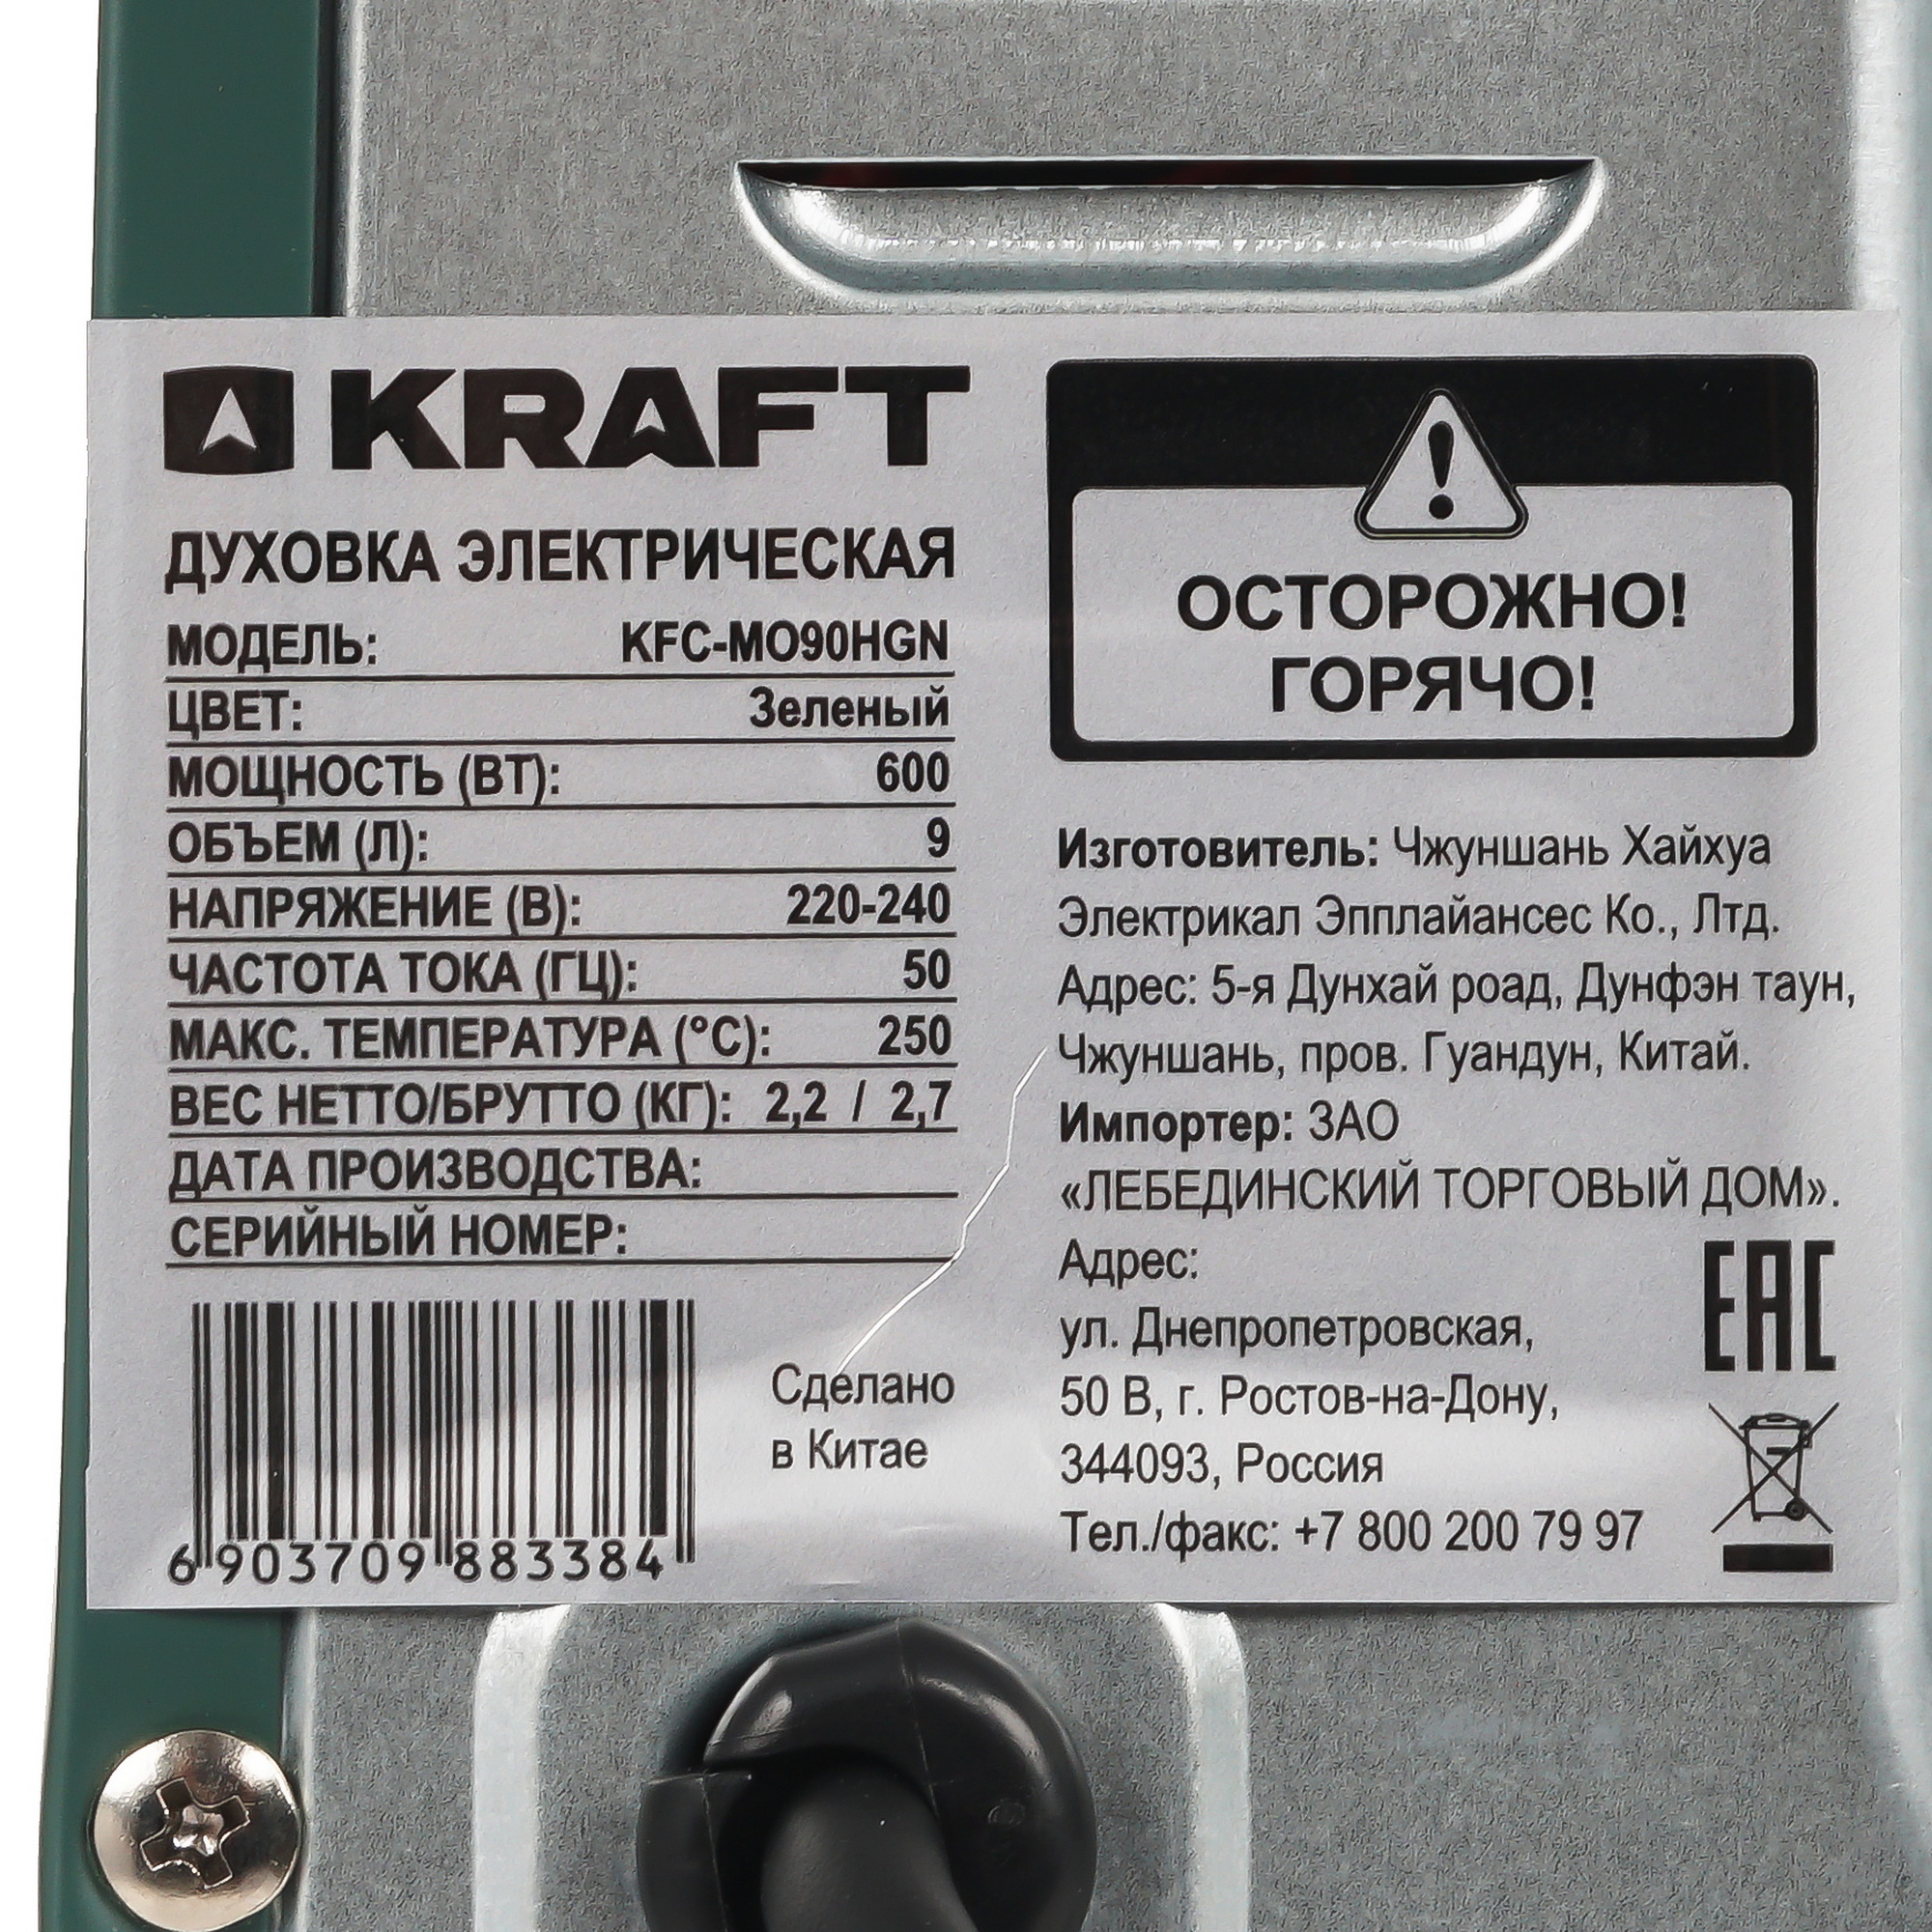 KRAFT
ДУХОВКА ЭЛЕКТРИЧЕСКАЯ
МОДЕЛЬ: KFC-MO90HGN
ЦВЕТ: Зеленый
МОЩНОСТЬ (ВТ): 600
ОБЪЕМ (Л): 9
НАПРЯЖЕНИЕ (В): 220-240
ЧАСТОТА ТОКА (ГЦ): 50
МАКС. ТЕМПЕРАТУРА (°С): 250
ВЕС НЕТТО/БРУТТО (КГ): 2,2 / 2,7
ДАТА ПРОИЗВОДСТВА:
СЕРИЙНЫЙ НОМЕР:
6 903709 883384
Сделано
в Китае
ОСТОРОЖНО!
ГОРЯЧО!
Изготовитель: Чжуншань Хайхуа
Электрикал Эпплайансес Ко., Лтд.
Адрес: 5-я Дунхай роад, Дунфэн таун,
Чжуншань, пров. Гуандун, Китай.
Импортер: ЗАО
«ЛЕБЕДИНСКИЙ ТОРГОВЫЙ ДОМ».
Адрес:
ул. Днепропетровская,
50 В, г. Ростов-на-Дону,
344093, Россия
Тел./факс: +7 800 200 79 97
EAC